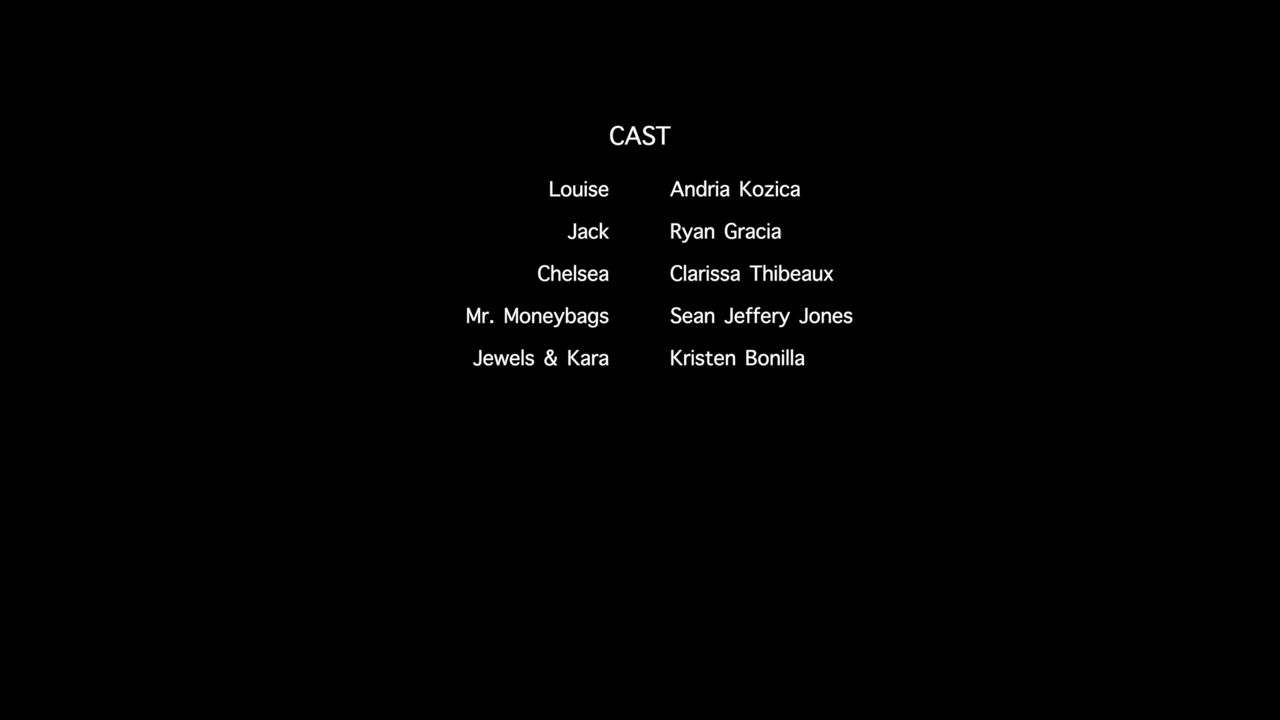 CAST
Louise Andria Kozica
Jack Ryan Gracia
Chelsea Clarissa Thibeaux
Mr. Moneybags Sean Jeffery Jones
Jewels & Kara Kristen Bonilla